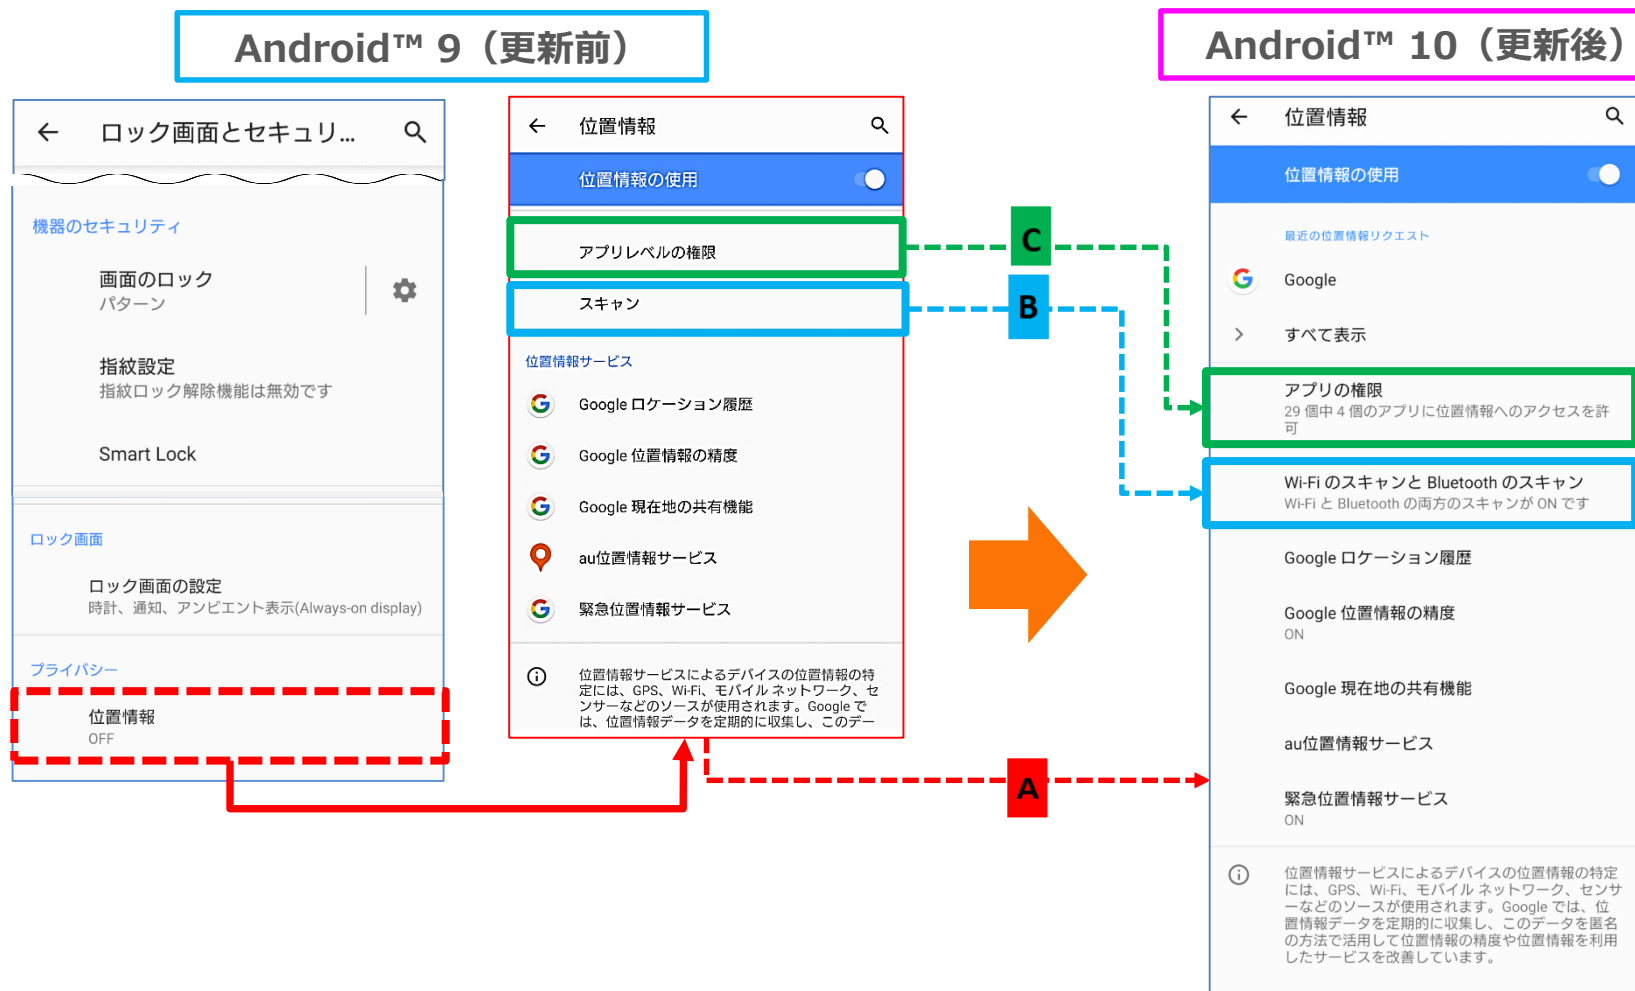 Android™ 9（更新前）
ロック画面とセキュリ...
機器のセキュリティ
画面のロック
パターン
指紋設定
指紋ロック解除機能は無効です
Smart Lock
ロック画面
ロック画面の設定
時計、通知、アンビエント表示(Always-on display)
プライバシー
位置情報
OFF
位置情報
位置情報の使用
アプリレベルの権限
スキャン
位置情報サービス
Google ロケーション履歴
Google 位置情報の精度
Google 現在地の共有機能
au位置情報サービス
緊急位置情報サービス
位置情報サービスによるデバイスの位置情報の特
定には、GPS、Wi-Fi、モバイル ネットワーク、セ
ンサーなどのソースが使用されます。Google で
は、位置情報データを定期的に収集し、このデー
C
B
A
Android™ 10（更新後）
位置情報
位置情報の使用
最近の位置情報リクエスト
Google
すべて表示
アプリの権限
29 個中 4 個のアプリに位置情報へのアクセスを許
可
Wi-Fi のスキャンと Bluetooth のスキャン
Wi-Fi と Bluetooth の両方のスキャンが ON です
Google ロケーション履歴
Google 位置情報の精度
ON
Google 現在地の共有機能
au位置情報サービス
緊急位置情報サービス
ON
位置情報サービスによるデバイスの位置情報の特定
には、GPS、Wi-Fi、モバイル ネットワーク、センサ
ーなどのソースが使用されます。Google では、位
置情報データを定期的に収集し、このデータを匿名
の方法で活用して位置情報の精度や位置情報を利用
したサービスを改善しています。